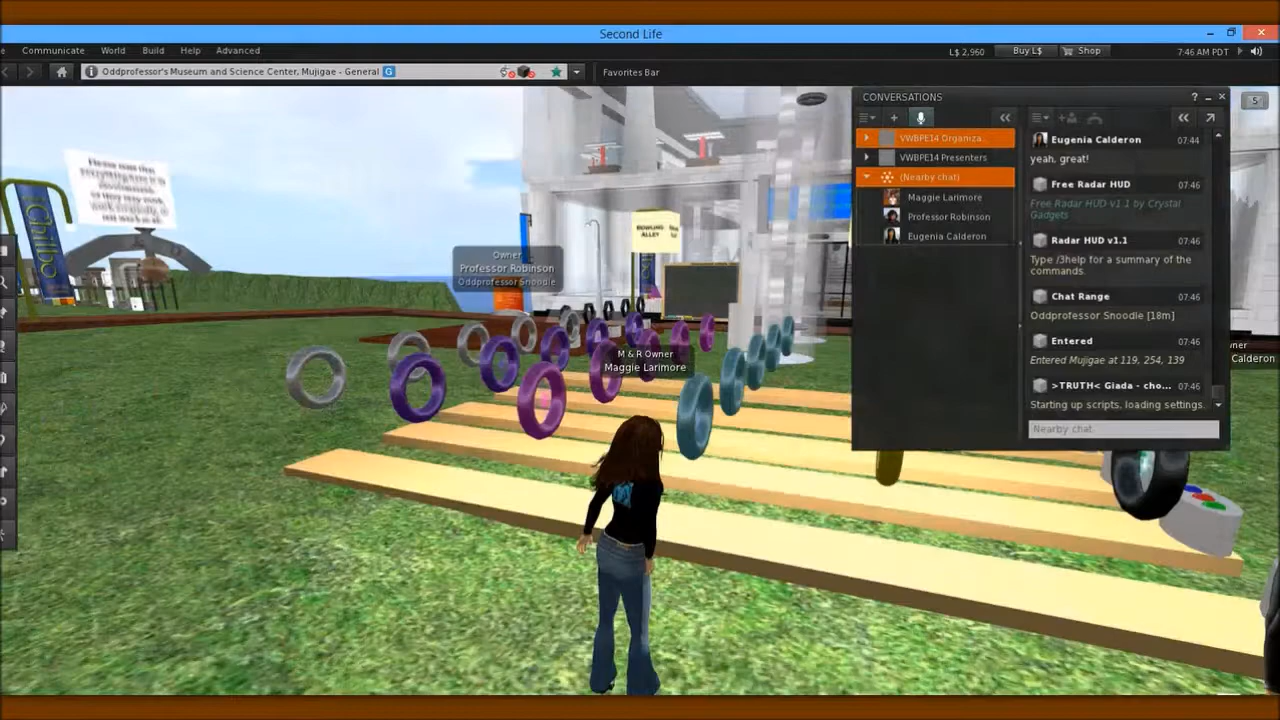 Second Life
e Communicate World Build Help Advanced
L$ 2,960 Buy L$ Shop 7:46 AM PDT
Oddprofessor's Museum and Science Center, Mujigae - General G
Favorites Bar
5
CONVERSATIONS
?
VWBPE14 Organiza...
VWBPE14 Presenters
(Nearby chat)
Maggie Larimore
Professor Robinson
Eugenia Calderon
Eugenia Calderon 07:44
yeah, great!
Free Radar HUD 07:46
Free Radar HUD v1.1 by Crystal
Gadgets
Radar HUD v1.1 07:46
Type /3help for a summary of the
commands.
Chat Range 07:46
Oddprofessor Snoodle [18m]
Entered 07:46
Entered Mujigae at 119, 254, 139
>TRUTH< Giada - cho... 07:46
Starting up scripts, loading settings.
Nearby chat
Chilbo
BOWLING
ALLEY
Owner
Professor Robinson
Oddprofessor Snoodle
M & R Owner
Maggie Larimore
wner
Calderon